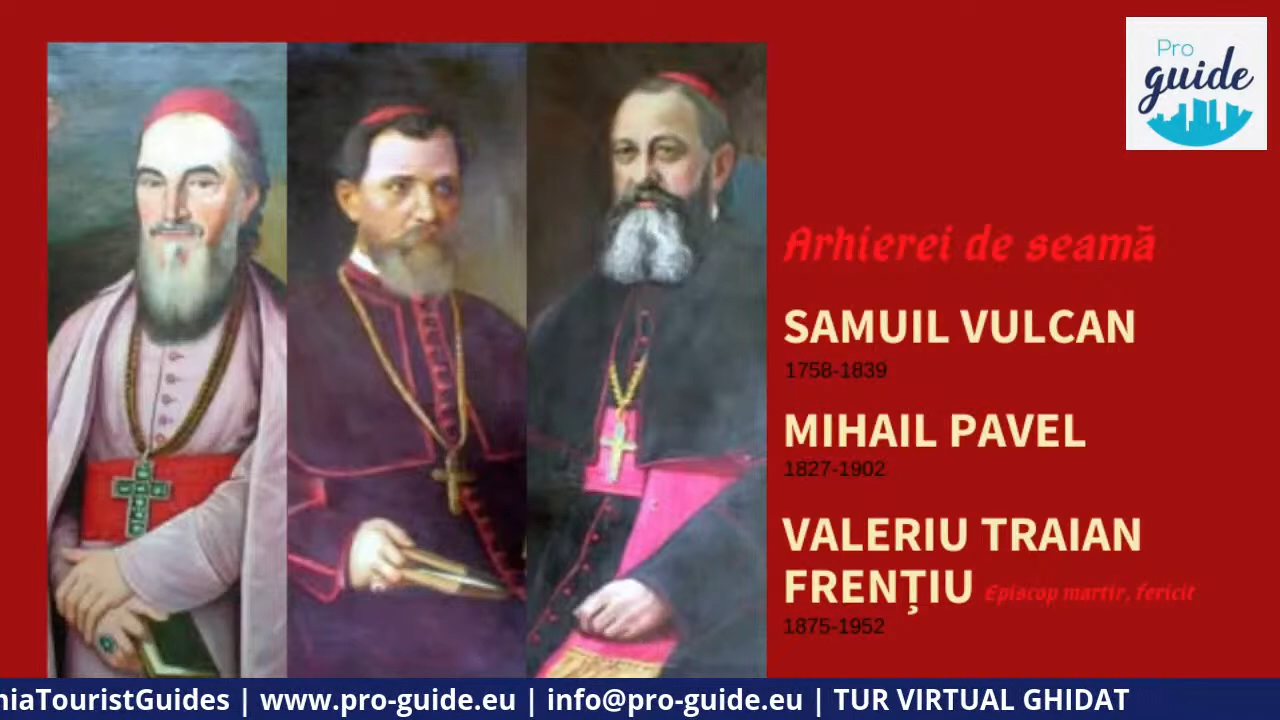 Pro
guide
Arhierei de seamă
SAMUIL VULCAN
1758-1839
MIHAIL PAVEL
1827-1902
VALERIU TRAIAN
FRENȚIU Episcop martir, fericit
1875-1952
niaTouristGuides | www.pro-guide.eu | info@pro-guide.eu | TUR VIRTUAL GHIDAT